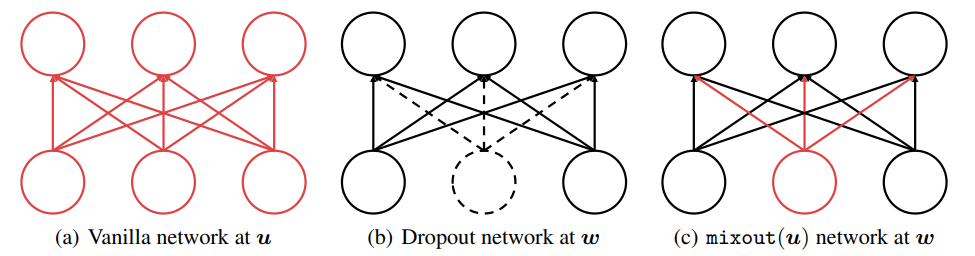 (a) Vanilla network at u
(b) Dropout network at w
(c) mixout(u) network at w